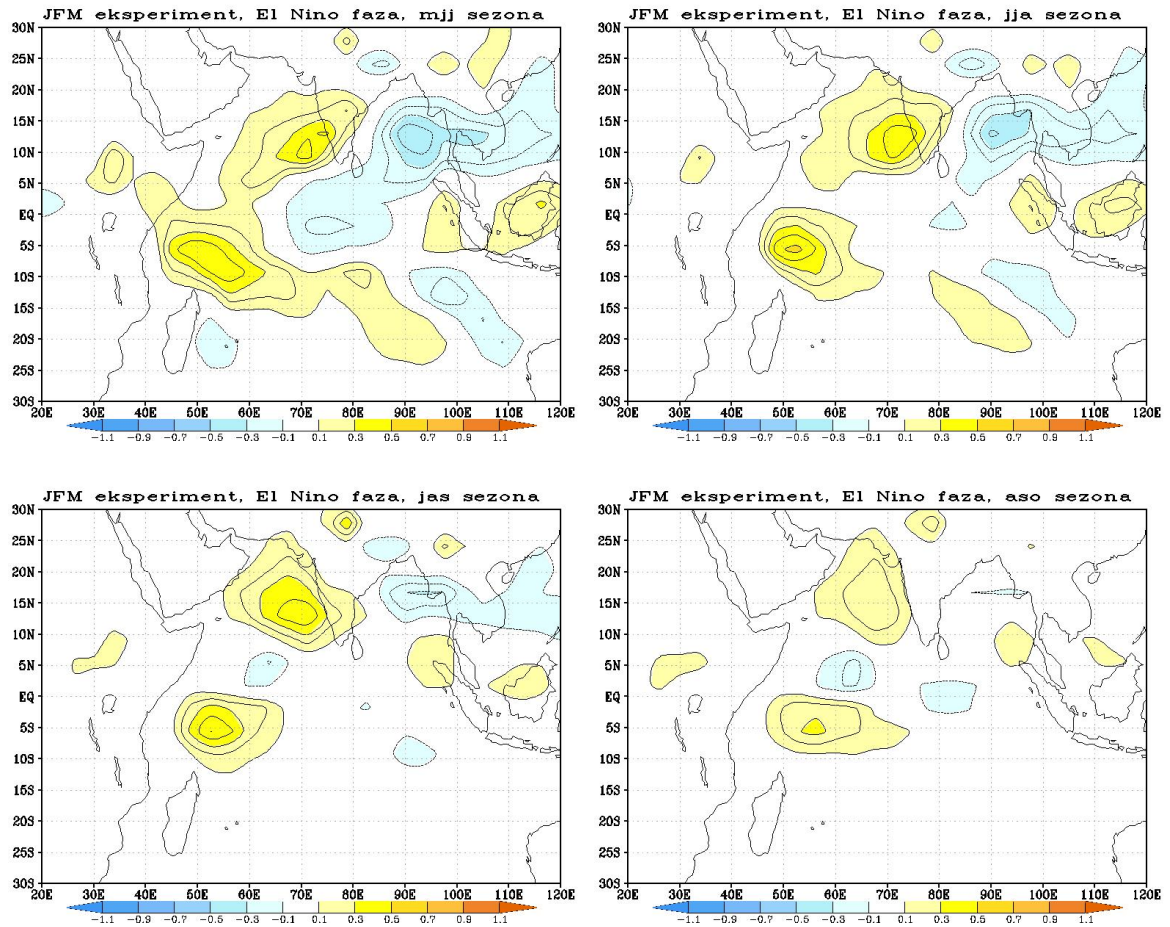 JFM eksperiment, El Nino faza, mjj sezona
30N
25N
20N
15N
10N
5N
EQ
5S
10S
15S
20S
25S
30S
20E 30E 40E 50E 60E 70E 80E 90E 100E 110E 120E
-1.1 -0.9 -0.7 -0.5 -0.3 -0.1 0.1 0.3 0.5 0.7 0.9 1.1
JFM eksperiment, El Nino faza, jja sezona
30N
25N
20N
15N
10N
5N
EQ
5S
10S
15S
20S
25S
30S
20E 30E 40E 50E 60E 70E 80E 90E 100E 110E 120E
-1.1 -0.9 -0.7 -0.5 -0.3 -0.1 0.1 0.3 0.5 0.7 0.9 1.1
JFM eksperiment, El Nino faza, jas sezona
30N
25N
20N
15N
10N
5N
EQ
5S
10S
15S
20S
25S
30S
20E 30E 40E 50E 60E 70E 80E 90E 100E 110E 120E
-1.1 -0.9 -0.7 -0.5 -0.3 -0.1 0.1 0.3 0.5 0.7 0.9 1.1
JFM eksperiment, El Nino faza, aso sezona
30N
25N
20N
15N
10N
5N
EQ
5S
10S
15S
20S
25S
30S
20E 30E 40E 50E 60E 70E 80E 90E 100E 110E 120E
-1.1 -0.9 -0.7 -0.5 -0.3 -0.1 0.1 0.3 0.5 0.7 0.9 1.1